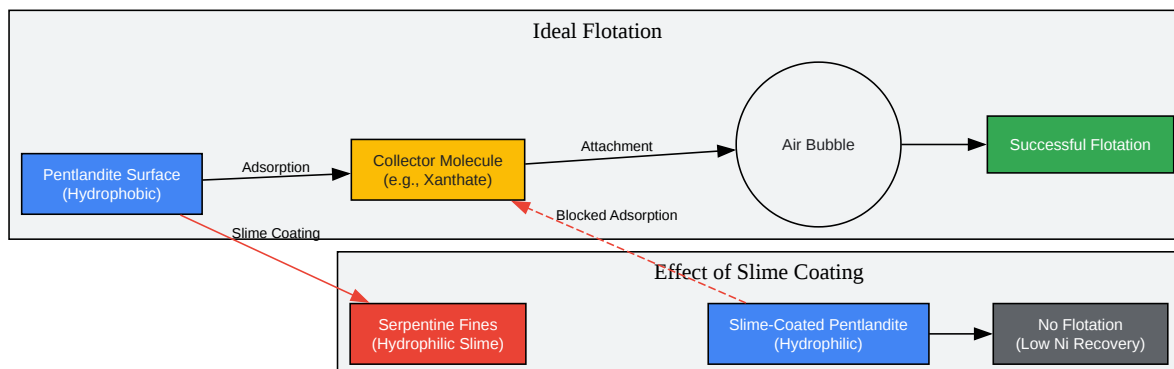 Ideal Flotation
Pentlandite Surface
(Hydrophobic)
Adsorption
Collector Molecule
(e.g., Xanthate)
Attachment
Air Bubble
Successful Flotation
Slime Coating
Blocked Adsorption
Effect of Slime Coating
Serpentine Fines
(Hydrophilic Slime)
Slime-Coated Pentlandite
(Hydrophilic)
No Flotation
(Low Ni Recovery)